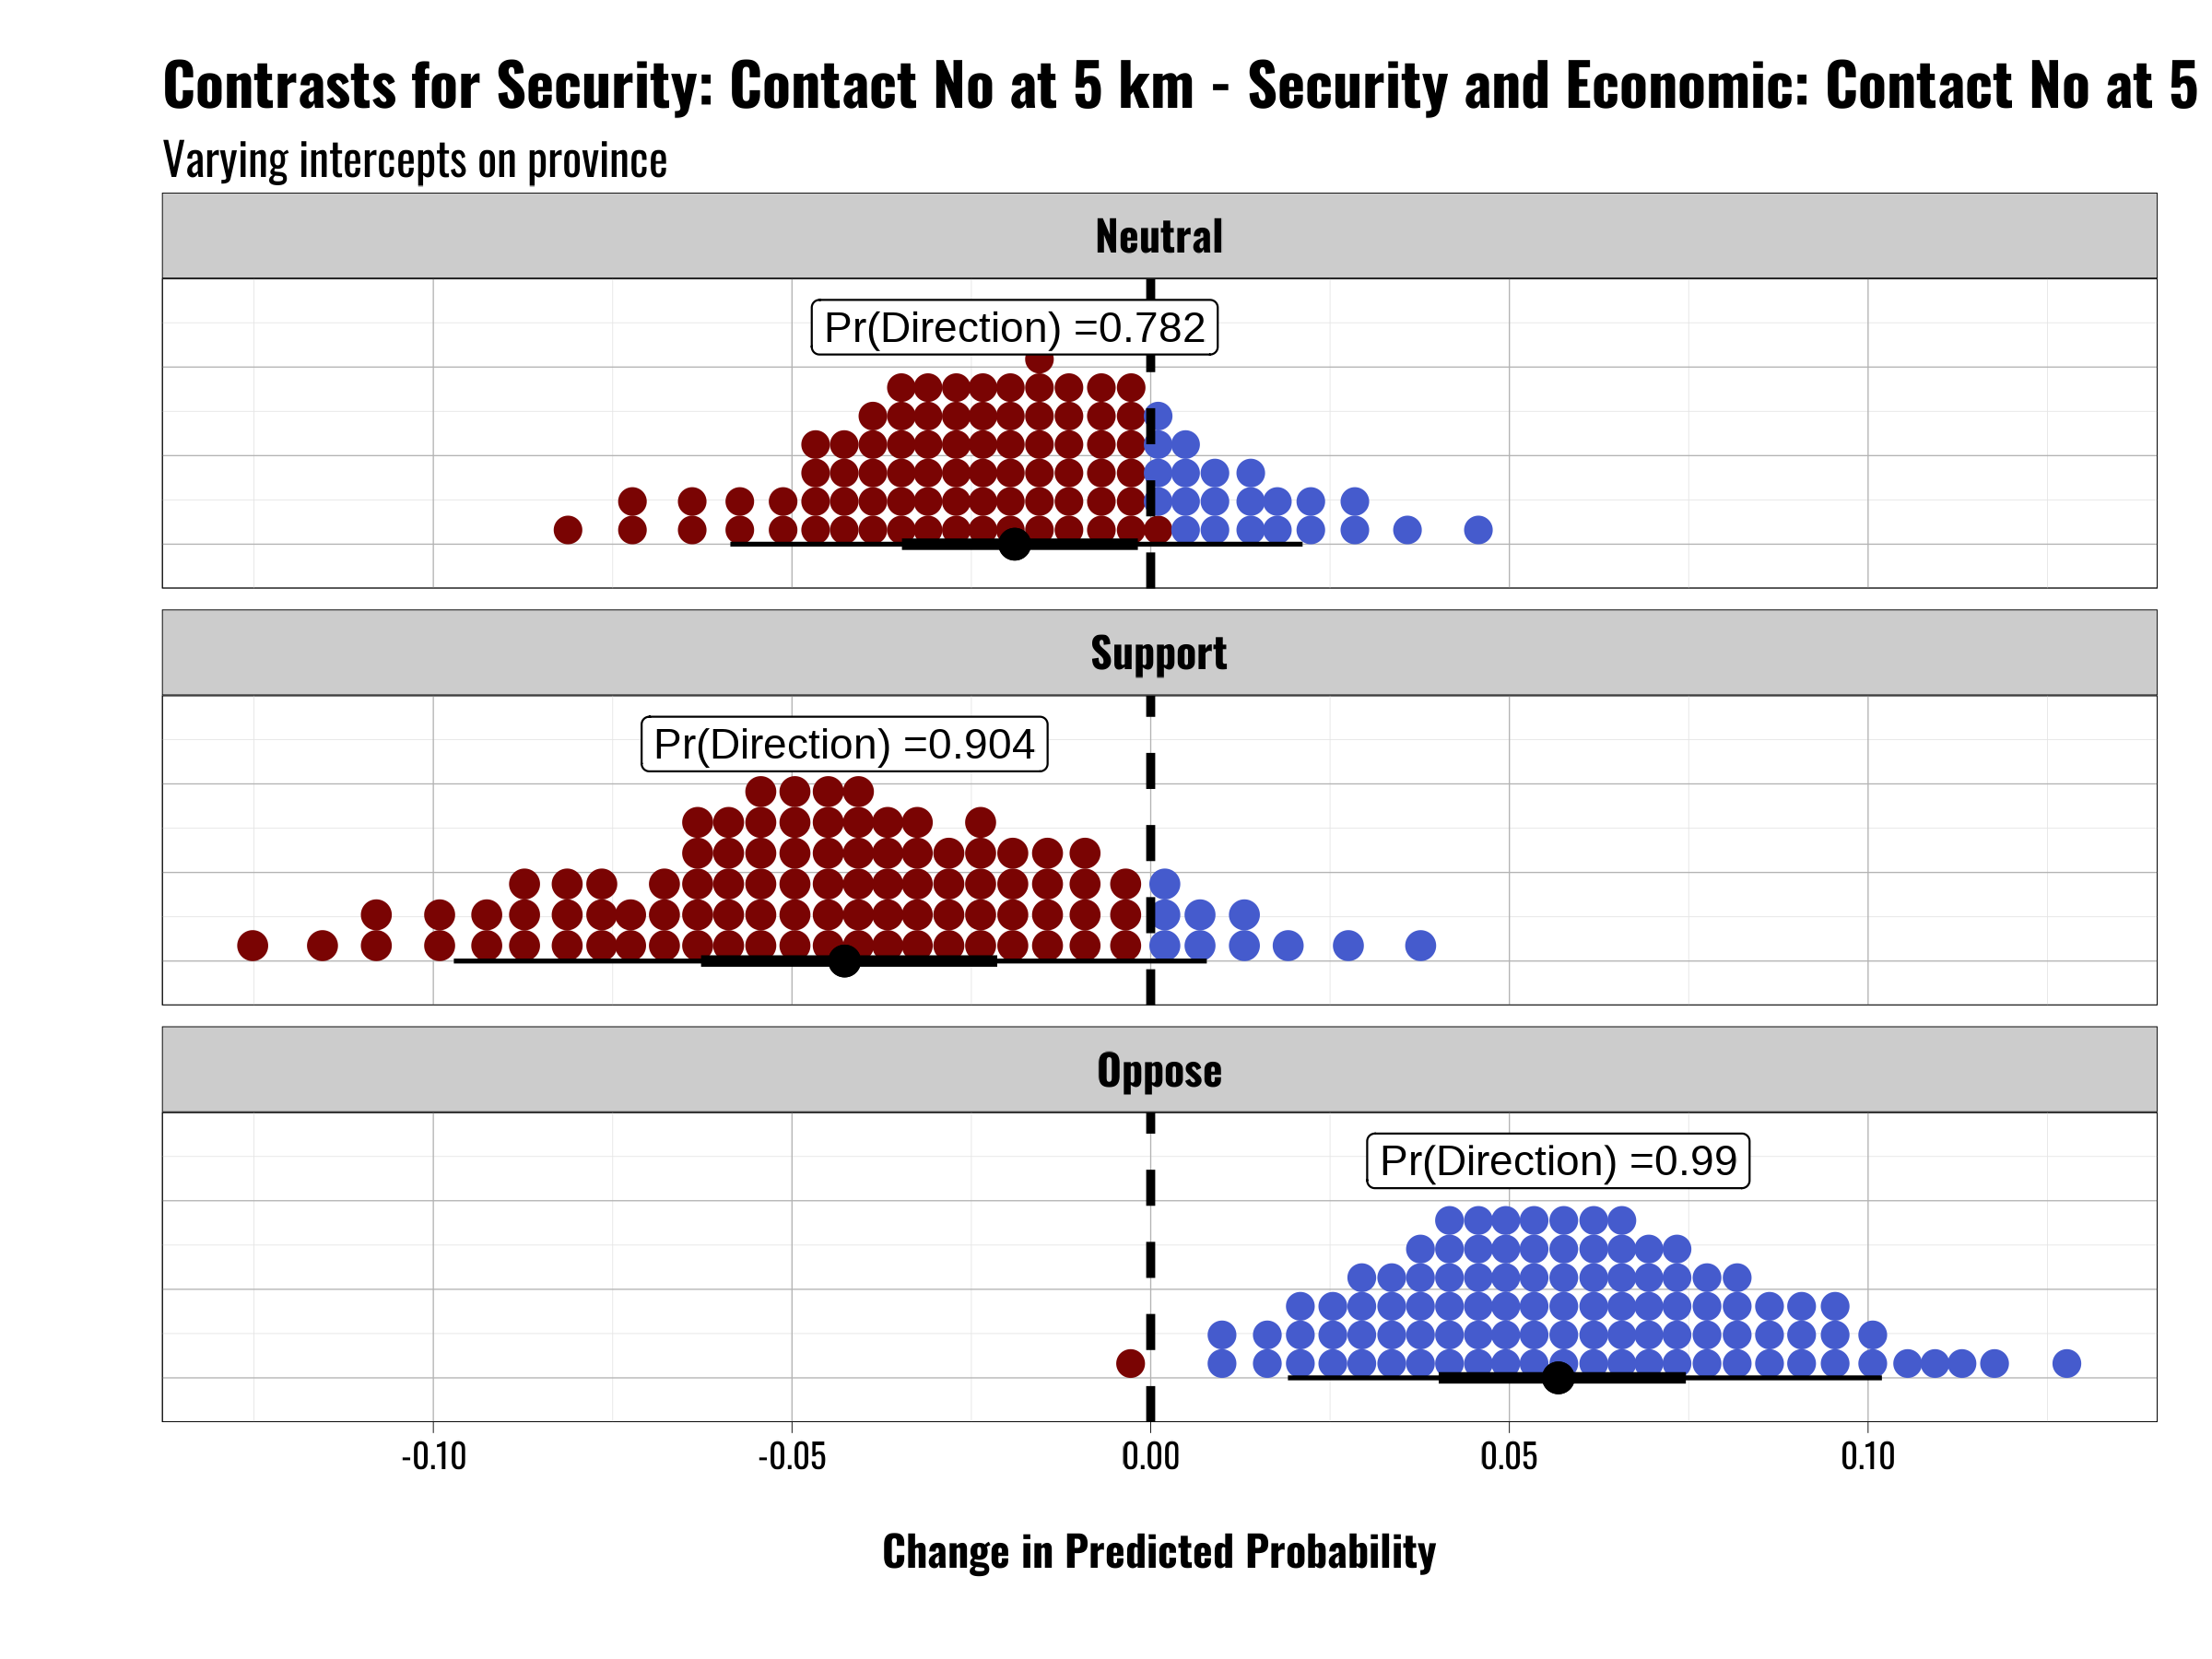 Contrasts for Security: Contact No at 5 km - Security and Economic: Contact No at 5
Varying intercepts on province
Neutral
Pr(Direction) =0.782
Support
Pr(Direction) =0.904
Oppose
Pr(Direction) =0.99
-0.10 -0.05 0.00 0.05 0.10
Change in Predicted Probability